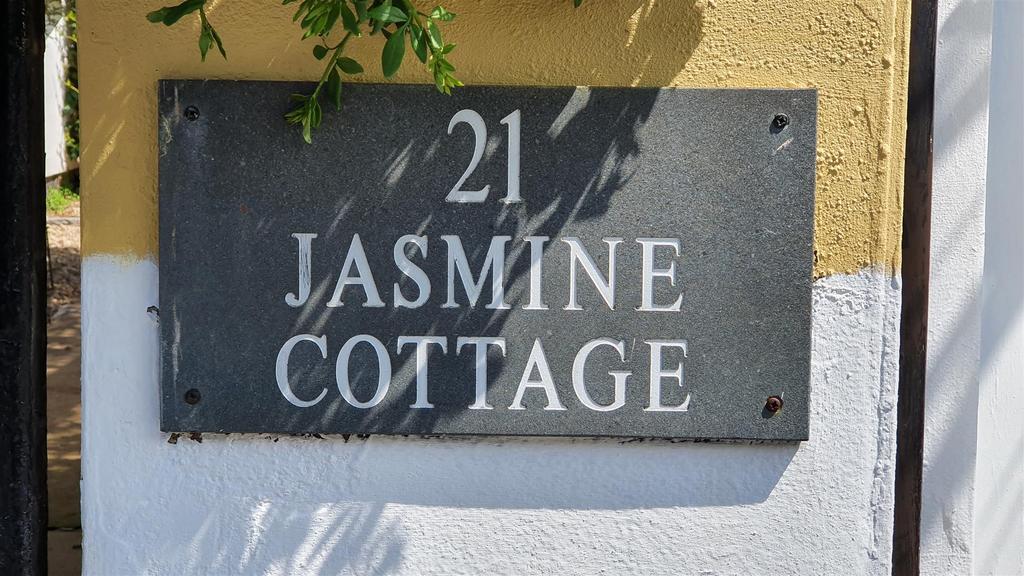 21
JASMINE
COTTAGE